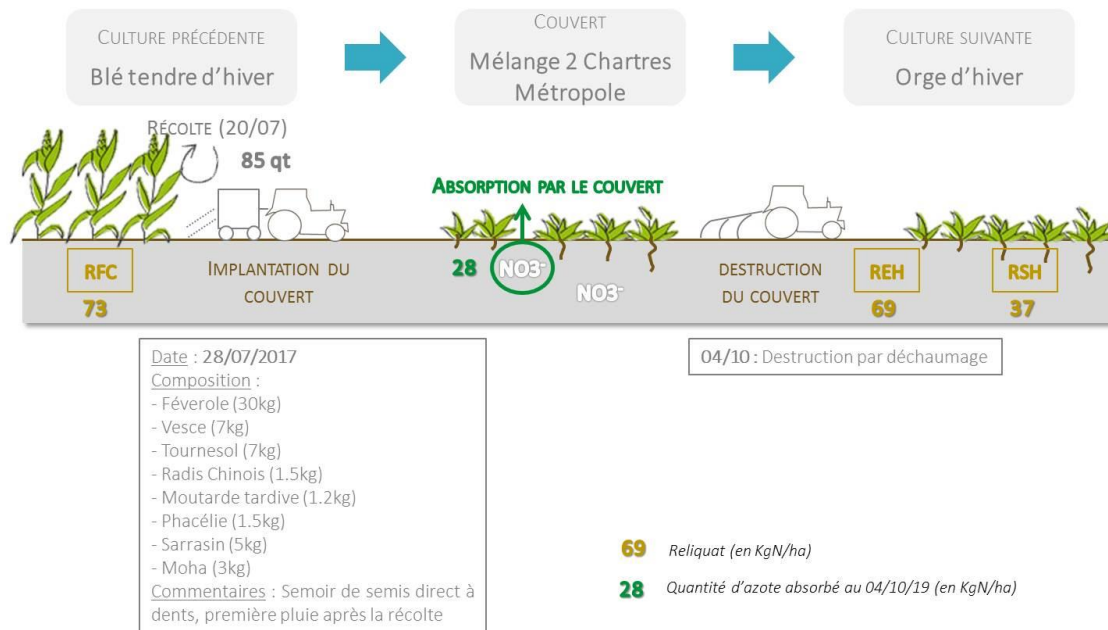 CULTURE PRÉCÉDENTE
Blé tendre d'hiver
COUVERT
Mélange 2 Chartres
Métropole
CULTURE SUIVANTE
Orge d'hiver
RÉCOLTE (20/07)
85 qt
ABSORPTION PAR LE COUVERT
RFC
73
IMPLANTATION DU
COUVERT
28
NO3-
NO3-
DESTRUCTION
DU COUVERT
REH
69
RSH
37
Date : 28/07/2017
Composition :
- Féverole (30kg)
- Vesce (7kg)
- Tournesol (7kg)
- Radis Chinois (1.5kg)
- Moutarde tardive (1.2kg)
- Phacélie (1.5kg)
- Sarrasin (5kg)
- Moha (3kg)
Commentaires : Semoir de semis direct à
dents, première pluie après la récolte
04/10 : Destruction par déchaumage
69 Reliquat (en KgN/ha)
28 Quantité d'azote absorbé au 04/10/19 (en KgN/ha)